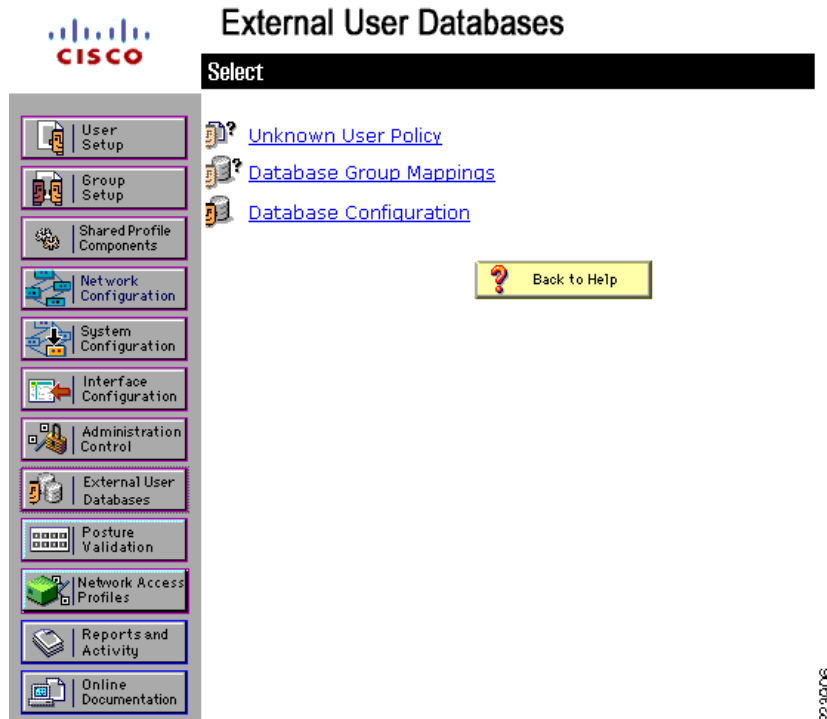 CISCO
External User Databases
Select
User
Setup
Group
Setup
Shared Profile
Components
Network
Configuration
System
Configuration
Interface
Configuration
Administration
Control
External User
Databases
Posture
Validation
Network Access
Profiles
Reports and
Activity
Online
Documentation
Unknown User Policy
Database Group Mappings
Database Configuration
Back to Help